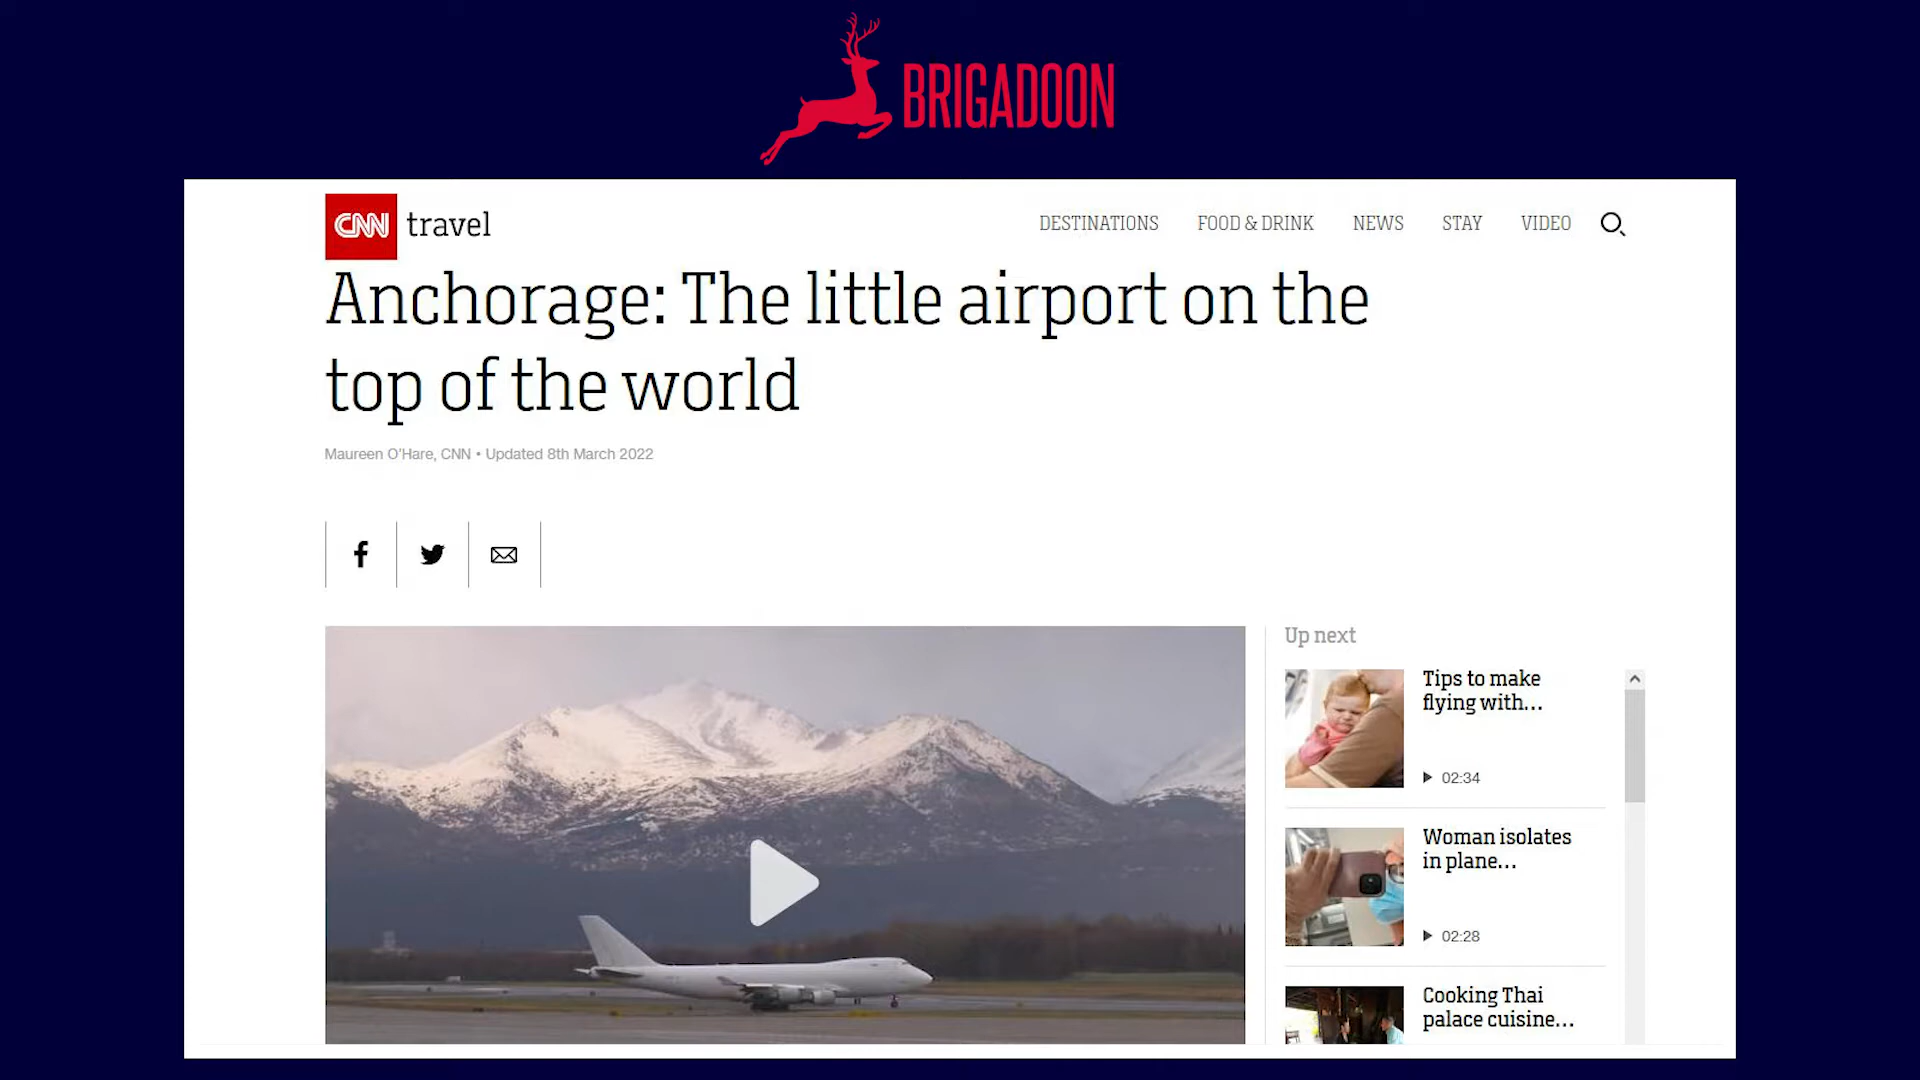 BRIGADOON
CNN travel
DESTINATIONS FOOD & DRINK NEWS STAY VIDEO
Anchorage: The little airport on the
top of the world
Maureen O'Hare, CNN • Updated 8th March 2022
Up next
Tips to make
flying with...
02:34
Woman isolates
in plane...
02:28
Cooking Thai
palace cuisine...